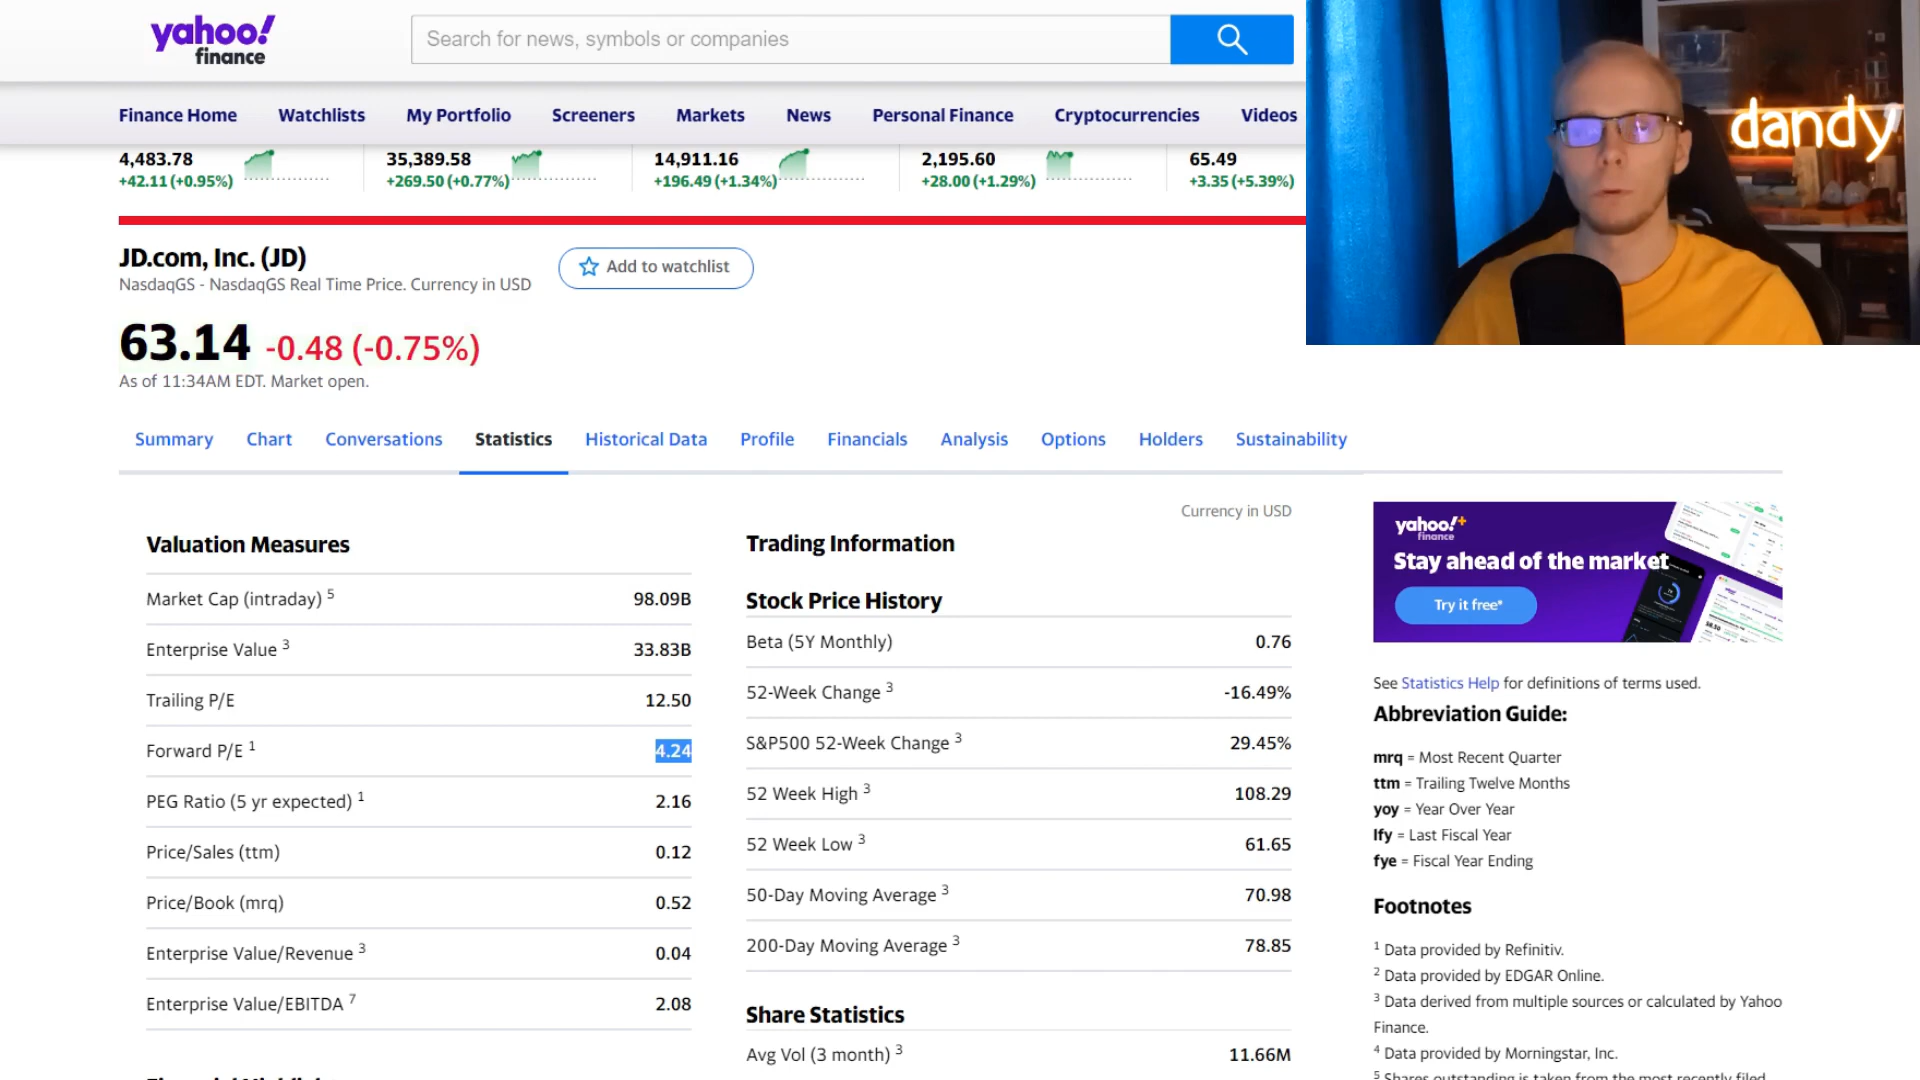 yahoo!
finance
Search for news, symbols or companies
dandy
Finance Home Watchlists My Portfolio Screeners Markets News Personal Finance Cryptocurrencies Videos
4,483.78 35,389.58 14,911.16 2,195.60 65.49
+42.11 (+0.95%) +269.50 (+0.77%) +196.49 (+1.34%) +28.00 (+1.29%) +3.35 (+5.39%)
JD.com, Inc. (JD)
NasdaqGS - NasdaqGS Real Time Price. Currency in USD
Add to watchlist
63.14 -0.48 (-0.75%)
As of 11:34AM EDT. Market open.
Summary Chart Conversations Statistics Historical Data Profile Financials Analysis Options Holders Sustainability
Currency in USD
Valuation Measures
Market Cap (intraday) 5 98.09B
Enterprise Value 3 33.83B
Trailing P/E 12.50
Forward P/E 1 4.24
PEG Ratio (5 yr expected) 1 2.16
Price/Sales (ttm) 0.12
Price/Book (mrq) 0.52
Enterprise Value/Revenue 3 0.04
Enterprise Value/EBITDA 7 2.08
Trading Information
Stock Price History
Beta (5Y Monthly) 0.76
52-Week Change 3 -16.49%
S&P500 52-Week Change 3 29.45%
52 Week High 3 108.29
52 Week Low 3 61.65
50-Day Moving Average 3 70.98
200-Day Moving Average 3 78.85
Share Statistics
Avg Vol (3 month) 3 11.66M
yahoo!+
finance
Stay ahead of the market
Try it free*
See Statistics Help for definitions of terms used.
Abbreviation Guide:
mrq = Most Recent Quarter
ttm = Trailing Twelve Months
yoy = Year Over Year
lfy = Last Fiscal Year
fye = Fiscal Year Ending
Footnotes
1 Data provided by Refinitiv.
2 Data provided by EDGAR Online.
3 Data derived from multiple sources or calculated by Yahoo
Finance.
4 Data provided by Morningstar, Inc.
5 Shares outstanding is taken from the most recently filed